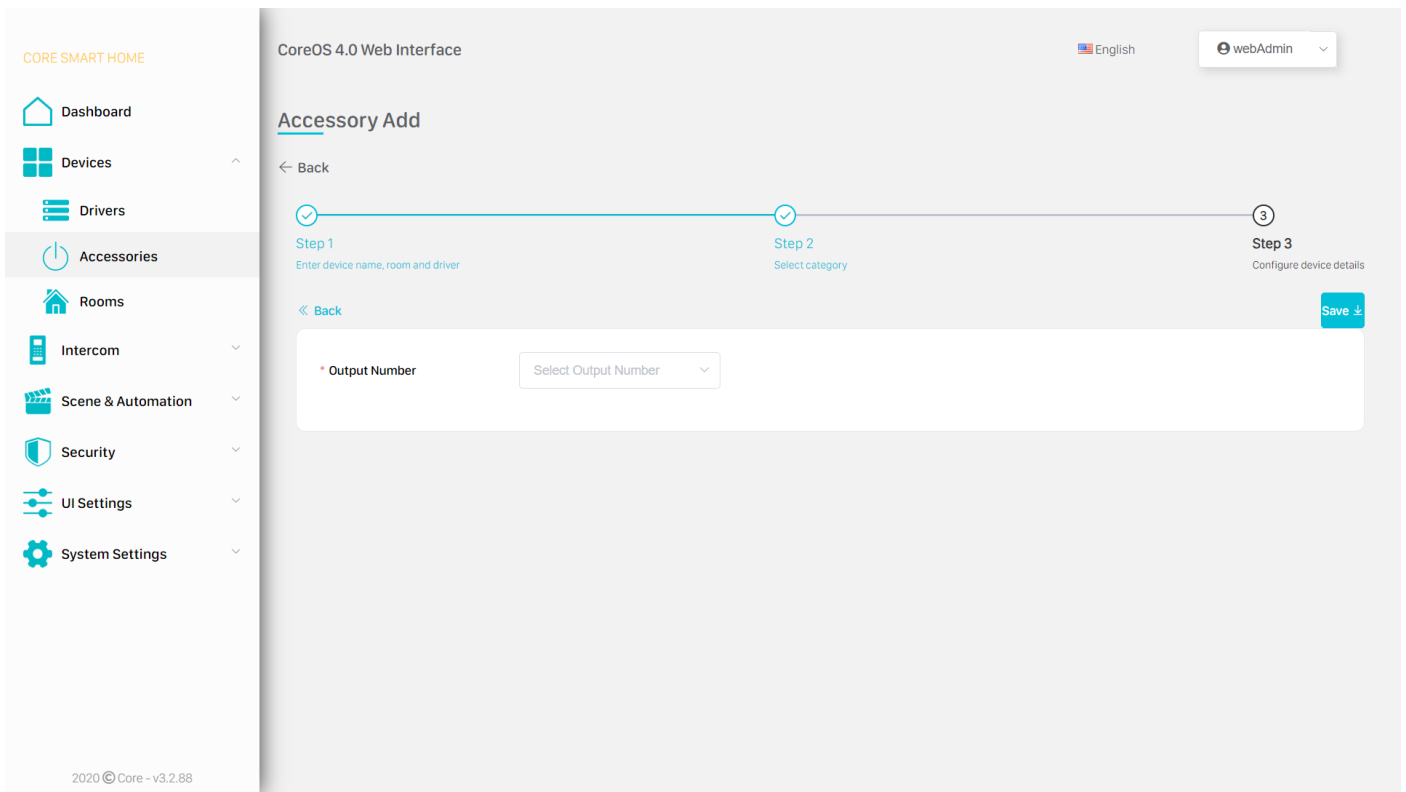 CORE SMART HOME
Dashboard
Devices
Drivers
Accessories
Rooms
Intercom
Scene & Automation
Security
UI Settings
System Settings
2020 © Core - v3.2.88
CoreOS 4.0 Web Interface
English
webAdmin
Accessory Add
← Back
Step 1
Enter device name, room and driver
Step 2
Select category
3
Step 3
Configure device details
« Back
Save
* Output Number
Select Output Number